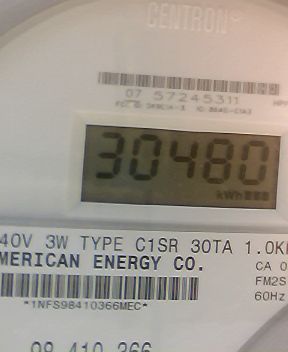 CENTRON®
07 57245311
30480
kWh
40V 3W TYPE C1SR 30TA 1.0K
MERICAN ENERGY CO.
CA 0
FM2S
*1NFS98410366MEC*
60Hz
98 410 366